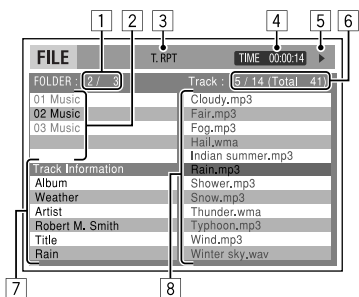 1 2 3 4 5 6
FILE T. RPT TIME 00:00:14
FOLDER : 2 / 3 Track : 5 / 14 (Total 41)
01 Music
02 Music
03 Music
Track Information
Album
Weather
Artist
Robert M. Smith
Title
Rain
Cloudy.mp3
Fair.mp3
Fog.mp3
Hail.wma
Indian summer.mp3
Rain.mp3
Shower.mp3
Snow.mp3
Thunder.wma
Typhoon.mp3
Wind.mp3
Winter sky.wav
7 8